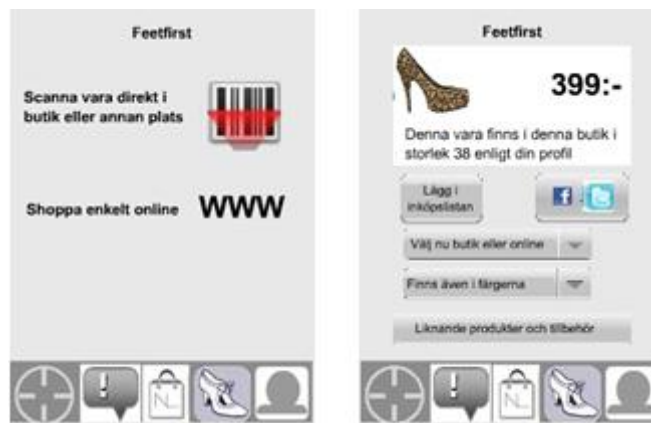 Feetfirst
Scanna vara direkt i
butik eller annan plats
Shoppa enkelt online WWW
!
N...
Feetfirst
399:-
Denna vara finns i denna butik i
storlek 38 enligt din profil
Lägg i
inköpslistan
f
t
Välj nu butik eller online
Finns även i färgerna
Liknande produkter och tillbehör
!
N...